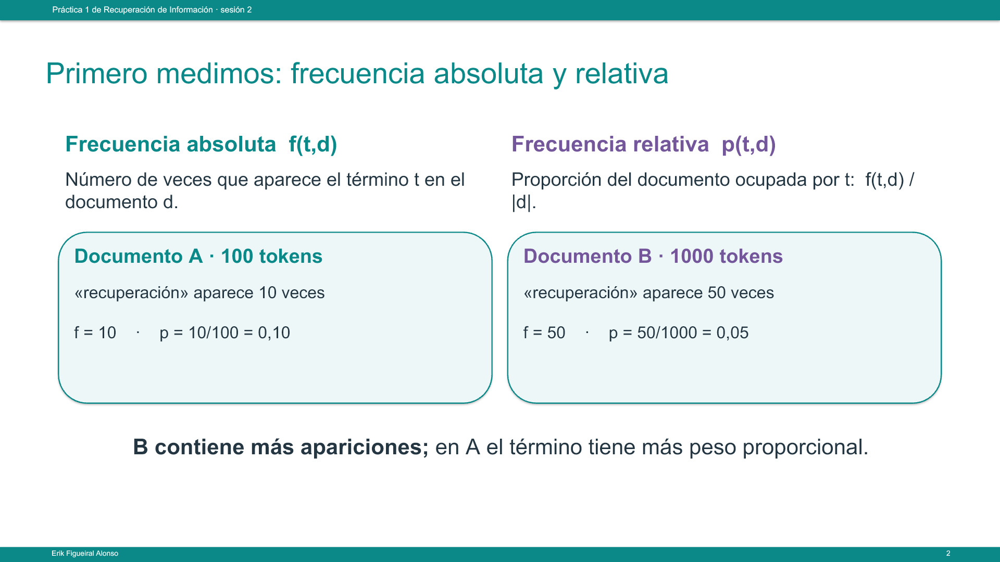 Práctica 1 de Recuperación de Información · sesión 2
Primero medimos: frecuencia absoluta y relativa
Frecuencia absoluta  f(t,d)
Número de veces que aparece el término t en el
documento d.
Frecuencia relativa  p(t,d)
Proporción del documento ocupada por t:  f(t,d) /
|d|.
Documento A · 100 tokens
«recuperación» aparece 10 veces
f = 10    ·    p = 10/100 = 0,10
Documento B · 1000 tokens
«recuperación» aparece 50 veces
f = 50    ·    p = 50/1000 = 0,05
B contiene más apariciones; en A el término tiene más peso proporcional.
Erik Figueiral Alonso
2